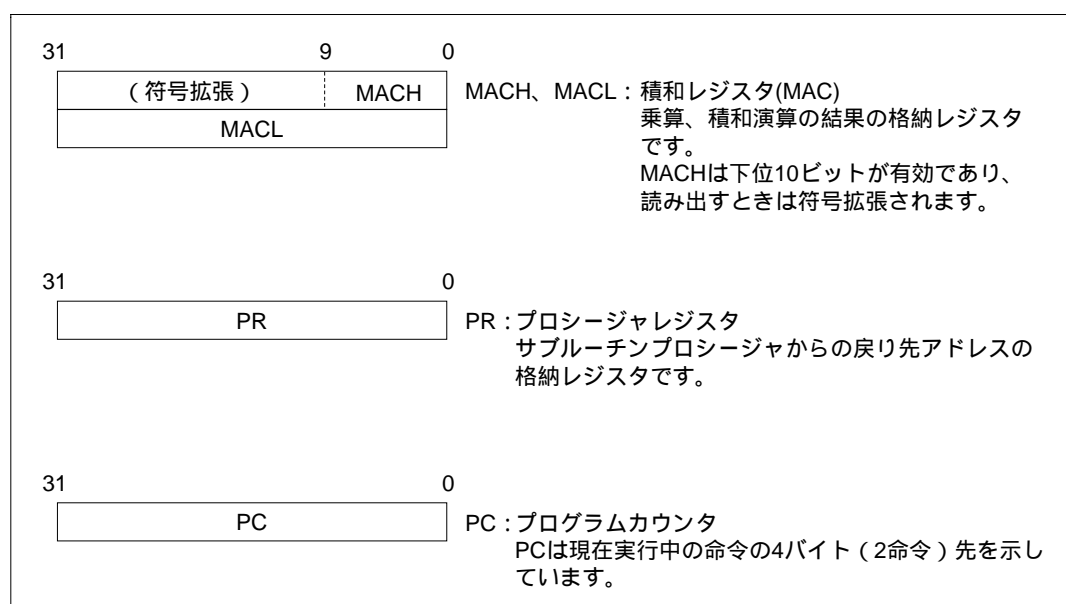 31 9 0
(符号拡張) MACH
MACL
MACH、MACL：積和レジスタ(MAC)
乗算、積和演算の結果の格納レジスタ
です。
MACHは下位10ビットが有効であり、
読み出すときは符号拡張されます。
31 0
PR
PR：プロシージャレジスタ
サブルーチンプロシージャからの戻り先アドレスの
格納レジスタです。
31 0
PC
PC：プログラムカウンタ
PCは現在実行中の命令の4バイト(2命令)先を示し
ています。